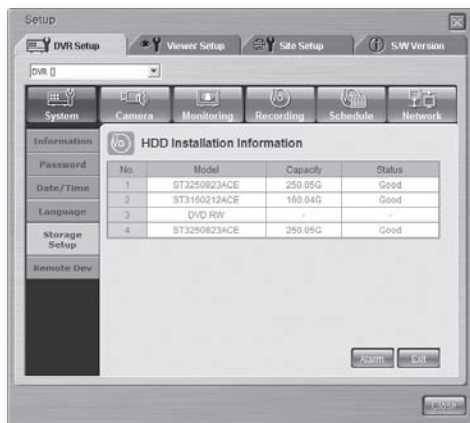 Setup
DVR Setup Viewer Setup Site Setup S/W Version
DVR []
System Camera Monitoring Recording Schedule Network
Information
Password
Date/Time
Language
Storage
Setup
Remote Dev
HDD Installation Information
No. Model Capacity Status
1 ST3250823ACE 250.05G Good
2 ST3160212ACE 160.04G Good
3 DVD RW - -
4 ST3250823ACE 250.05G Good
Alarm Exit
Close